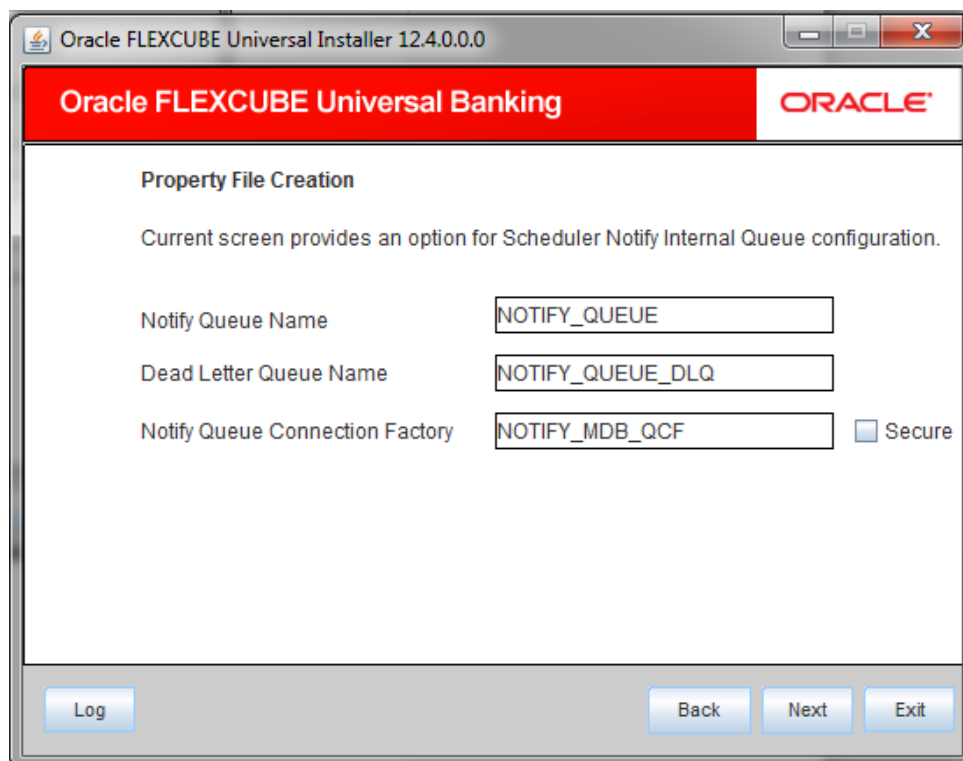 Oracle FLEXCUBE Universal Installer 12.4.0.0.0
Oracle FLEXCUBE Universal Banking
ORACLE
Property File Creation
Current screen provides an option for Scheduler Notify Internal Queue configuration.
Notify Queue Name NOTIFY_QUEUE
Dead Letter Queue Name NOTIFY_QUEUE_DLQ
Notify Queue Connection Factory NOTIFY_MDB_QCF Secure
Log Back Next Exit